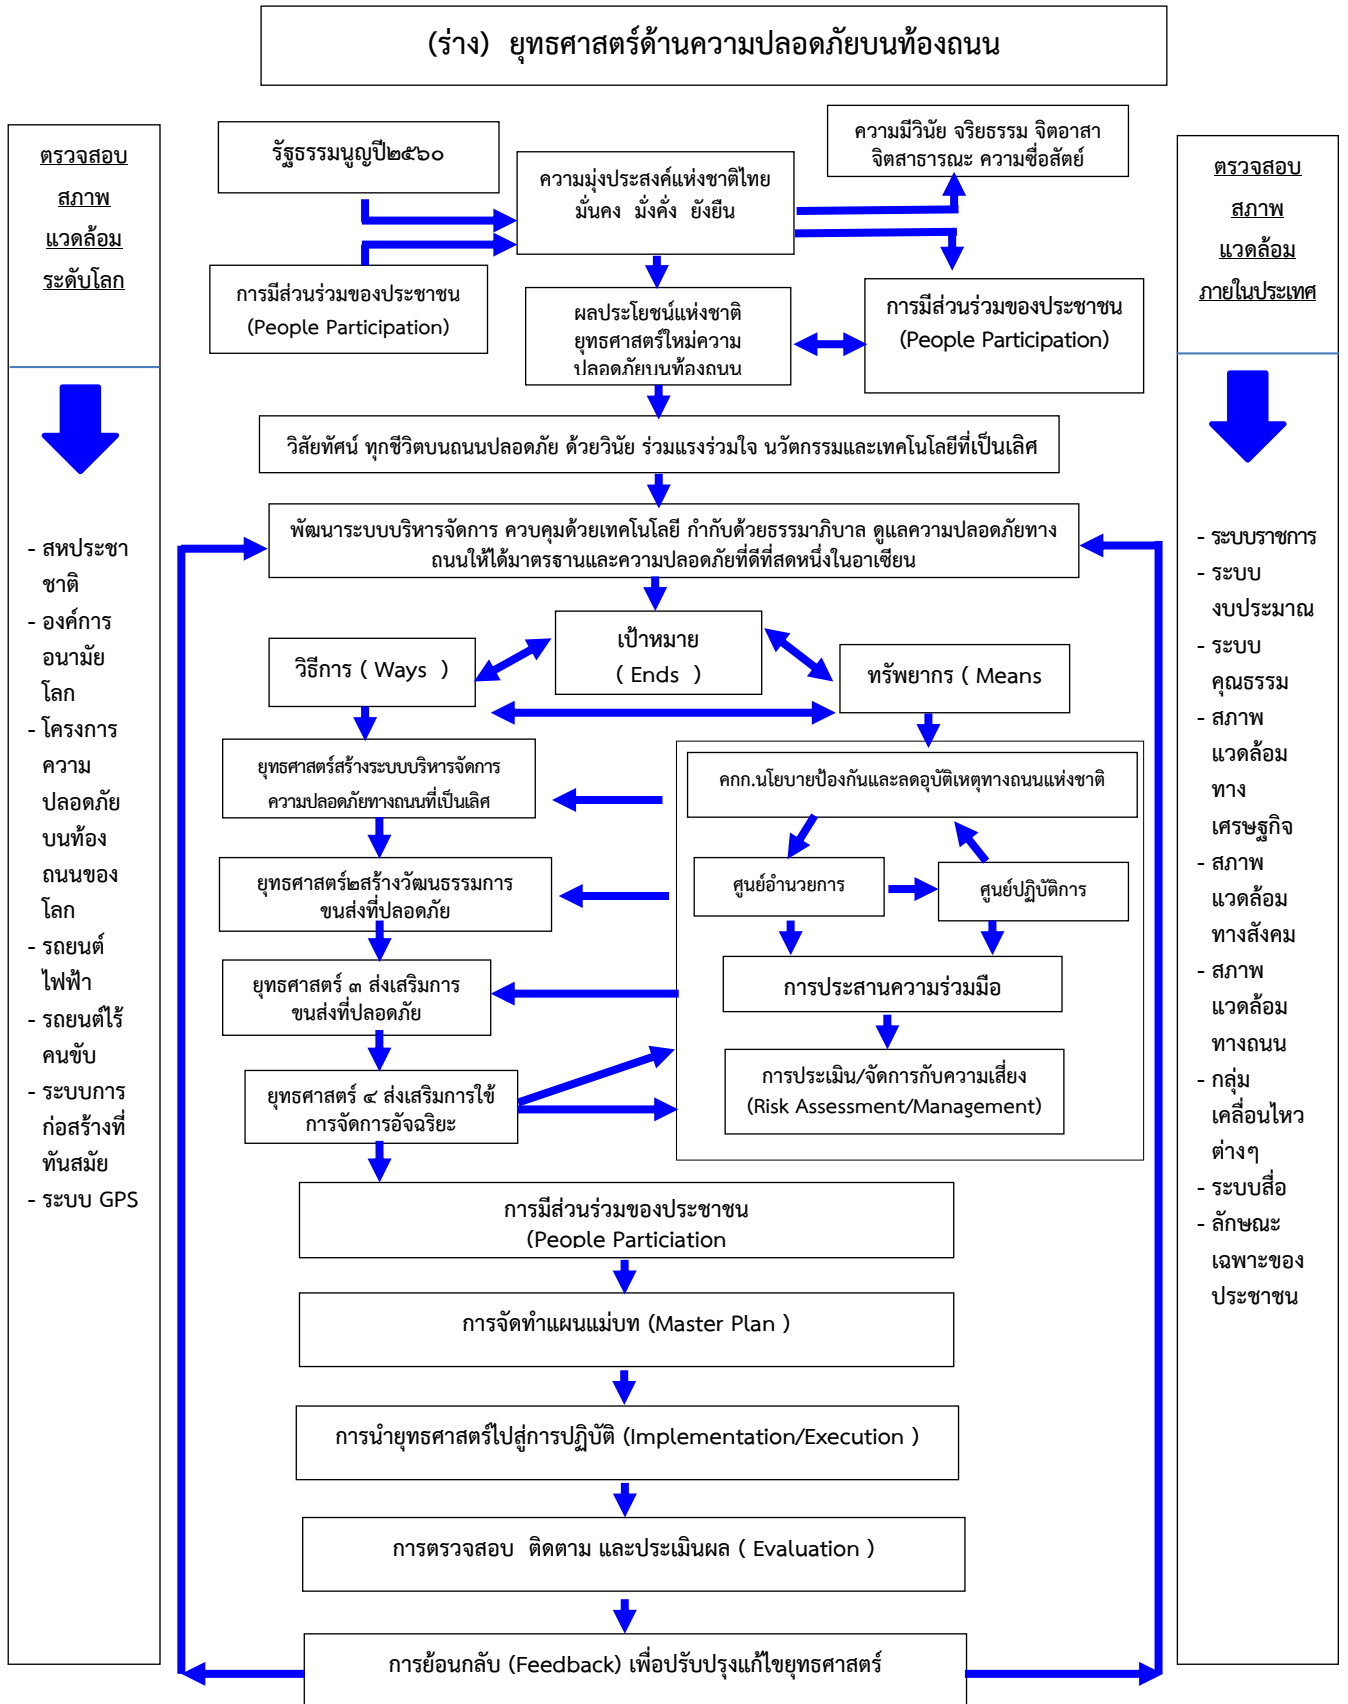 (ร่าง) ยุทธศาสตร์ด้านความปลอดภัยบนท้องถนน
ตรวจสอบ
สภาพ
แวดล้อม
ระดับโลก
- สหประชา
ชาติ
- องค์การ
อนามัย
โลก
- โครงการ
ความ
ปลอดภัย
บนท้อง
ถนนของ
โลก
- รถยนต์
ไฟฟ้า
- รถยนต์ไร้
คนขับ
- ระบบการ
ก่อสร้างที่
ทันสมัย
- ระบบ GPS
รัฐธรรมนูญปี๒๕๖๐
การมีส่วนร่วมของประชาชน
(People Participation)
ความมุ่งประสงค์แห่งชาติไทย
มั่นคง มั่งคั่ง ยังยืน
ความมีวินัย จริยธรรม จิตอาสา
จิตสาธารณะ ความซื่อสัตย์
ผลประโยชน์แห่งชาติ
ยุทธศาสตร์ใหม่ความ
ปลอดภัยบนท้องถนน
การมีส่วนร่วมของประชาชน
(People Participation)
วิสัยทัศน์ ทุกชีวิตบนถนนปลอดภัย ด้วยวินัย ร่วมแรงร่วมใจ นวัตกรรมและเทคโนโลยีที่เป็นเลิศ
พัฒนาระบบบริหารจัดการ ควบคุมด้วยเทคโนโลยี กำกับด้วยธรรมาภิบาล ดูแลความปลอดภัยทาง
ถนนให้ได้มาตรฐานและความปลอดภัยที่ดีที่สดหนึ่งในอาเซียน
เป้าหมาย
( Ends )
วิธีการ ( Ways )
ทรัพยากร ( Means
ยุทธศาสตร์สร้างระบบบริหารจัดการ
ความปลอดภัยทางถนนที่เป็นเลิศ
ยุทธศาสตร์๒สร้างวัฒนธรรมการ
ขนส่งที่ปลอดภัย
ยุทธศาสตร์ ๓ ส่งเสริมการ
ขนส่งที่ปลอดภัย
ยุทธศาสตร์ ๔ ส่งเสริมการใช้
การจัดการอัจฉริยะ
คกก.นโยบายป้องกันและลดอุบัติเหตุทางถนนแห่งชาติ
ศูนย์อำนวยการ
ศูนย์ปฏิบัติการ
การประสานความร่วมมือ
การประเมิน/จัดการกับความเสี่ยง
(Risk Assessment/Management)
การมีส่วนร่วมของประชาชน
(People Particiation
การจัดทำแผนแม่บท (Master Plan )
การนำยุทธศาสตร์ไปสู่การปฏิบัติ (Implementation/Execution )
การตรวจสอบ ติดตาม และประเมินผล ( Evaluation )
การย้อนกลับ (Feedback) เพื่อปรับปรุงแก้ไขยุทธศาสตร์
ตรวจสอบ
สภาพ
แวดล้อม
ภายในประเทศ
- ระบบราชการ
- ระบบ
งบประมาณ
- ระบบ
คุณธรรม
- สภาพ
แวดล้อม
ทาง
เศรษฐกิจ
- สภาพ
แวดล้อม
ทางสังคม
- สภาพ
แวดล้อม
ทางถนน
- กลุ่ม
เคลื่อนไหว
ต่างๆ
- ระบบสื่อ
- ลักษณะ
เฉพาะของ
ประชาชน